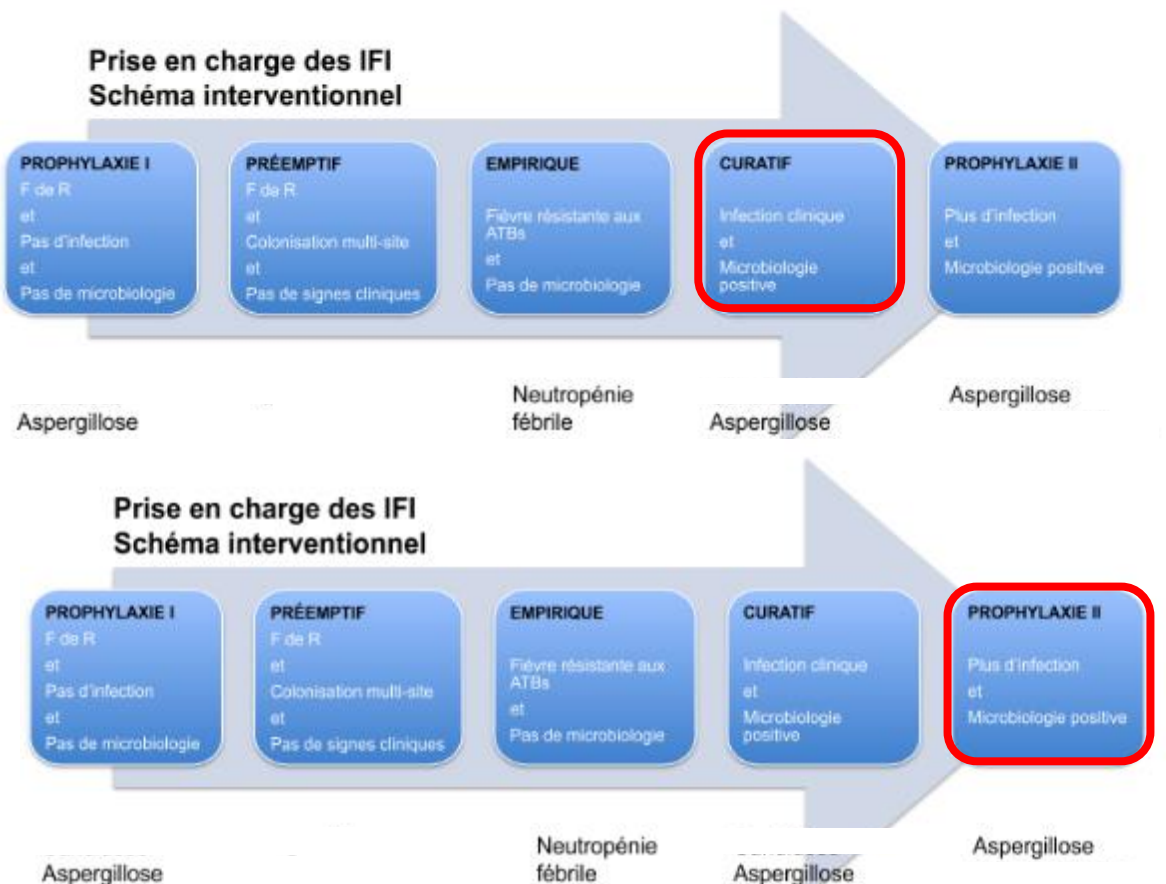 Prise en charge des IFI
Schéma interventionnel
PROPHYLAXIE I
F de R
et
Pas d'infection
et
Pas de microbiologie
PRÉEMPTIF
F de R
et
Colonisation multi-site
et
Pas de signes cliniques
EMPIRIQUE
Fièvre résistante aux
ATBs
et
Pas de microbiologie
CURATIF
Infection clinique
et
Microbiologie
positive
PROPHYLAXIE II
Plus d'infection
et
Microbiologie positive
Aspergillose
Neutropénie
fébrile
Aspergillose
Aspergillose
Prise en charge des IFI
Schéma interventionnel
PROPHYLAXIE I
F de R
et
Pas d'infection
et
Pas de microbiologie
PRÉEMPTIF
F de R
et
Colonisation multi-site
et
Pas de signes cliniques
EMPIRIQUE
Fièvre résistante aux
ATBs
et
Pas de microbiologie
CURATIF
Infection clinique
et
Microbiologie
positive
PROPHYLAXIE II
Plus d'infection
et
Microbiologie positive
Aspergillose
Neutropénie
fébrile
Aspergillose
Aspergillose